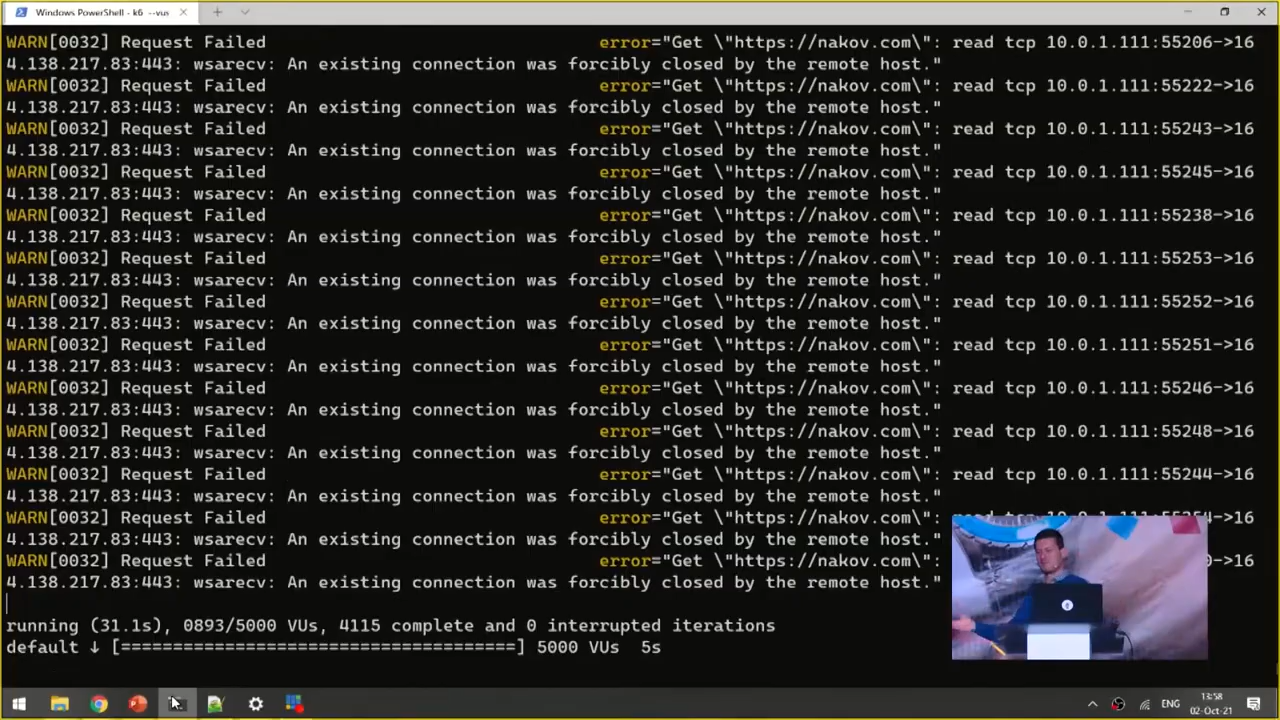 Windows PowerShell - k6 --vus
WARN[0032] Request Failed error="Get \"https://nakov.com\": read tcp 10.0.1.111:55206->16
4.138.217.83:443: wsarecv: An existing connection was forcibly closed by the remote host."
WARN[0032] Request Failed error="Get \"https://nakov.com\": read tcp 10.0.1.111:55222->16
4.138.217.83:443: wsarecv: An existing connection was forcibly closed by the remote host."
WARN[0032] Request Failed error="Get \"https://nakov.com\": read tcp 10.0.1.111:55243->16
4.138.217.83:443: wsarecv: An existing connection was forcibly closed by the remote host."
WARN[0032] Request Failed error="Get \"https://nakov.com\": read tcp 10.0.1.111:55245->16
4.138.217.83:443: wsarecv: An existing connection was forcibly closed by the remote host."
WARN[0032] Request Failed error="Get \"https://nakov.com\": read tcp 10.0.1.111:55238->16
4.138.217.83:443: wsarecv: An existing connection was forcibly closed by the remote host."
WARN[0032] Request Failed error="Get \"https://nakov.com\": read tcp 10.0.1.111:55253->16
4.138.217.83:443: wsarecv: An existing connection was forcibly closed by the remote host."
WARN[0032] Request Failed error="Get \"https://nakov.com\": read tcp 10.0.1.111:55252->16
4.138.217.83:443: wsarecv: An existing connection was forcibly closed by the remote host."
WARN[0032] Request Failed error="Get \"https://nakov.com\": read tcp 10.0.1.111:55251->16
4.138.217.83:443: wsarecv: An existing connection was forcibly closed by the remote host."
WARN[0032] Request Failed error="Get \"https://nakov.com\": read tcp 10.0.1.111:55246->16
4.138.217.83:443: wsarecv: An existing connection was forcibly closed by the remote host."
WARN[0032] Request Failed error="Get \"https://nakov.com\": read tcp 10.0.1.111:55248->16
4.138.217.83:443: wsarecv: An existing connection was forcibly closed by the remote host."
WARN[0032] Request Failed error="Get \"https://nakov.com\": read tcp 10.0.1.111:55244->16
4.138.217.83:443: wsarecv: An existing connection was forcibly closed by the remote host."
WARN[0032] Request Failed error="Get \"https://nakov.com\":
4.138.217.83:443: wsarecv: An existing connection was forcibly closed by the remote host."
WARN[0032] Request Failed error="Get \"https://nakov.com\":
4.138.217.83:443: wsarecv: An existing connection was forcibly closed by the remote host."
running (31.1s), 0893/5000 VUs, 4115 complete and 0 interrupted iterations
default ↓ [======================================] 5000 VUs 5s
ENG
13:58
02-Oct-21